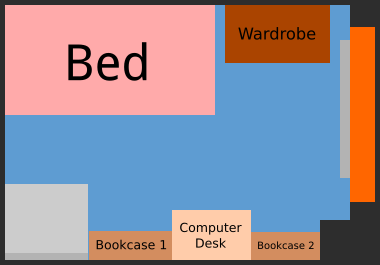 Bed
Wardrobe
Computer
Desk
Bookcase 1
Bookcase 2